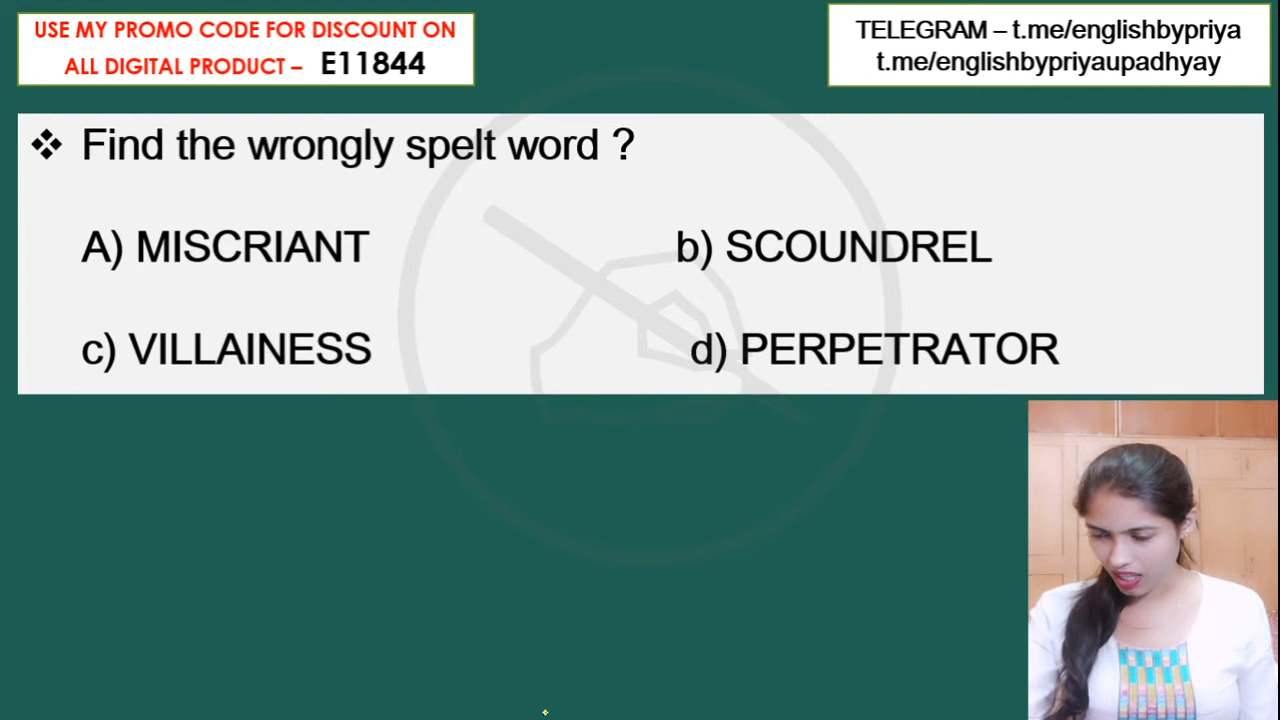 USE MY PROMO CODE FOR DISCOUNT ON
ALL DIGITAL PRODUCT – E11844
TELEGRAM – t.me/englishbypriya
t.me/englishbypriyaupadhyay
❖ Find the wrongly spelt word ?
A) MISCRIANT b) SCOUNDREL
c) VILLAINESS d) PERPETRATOR